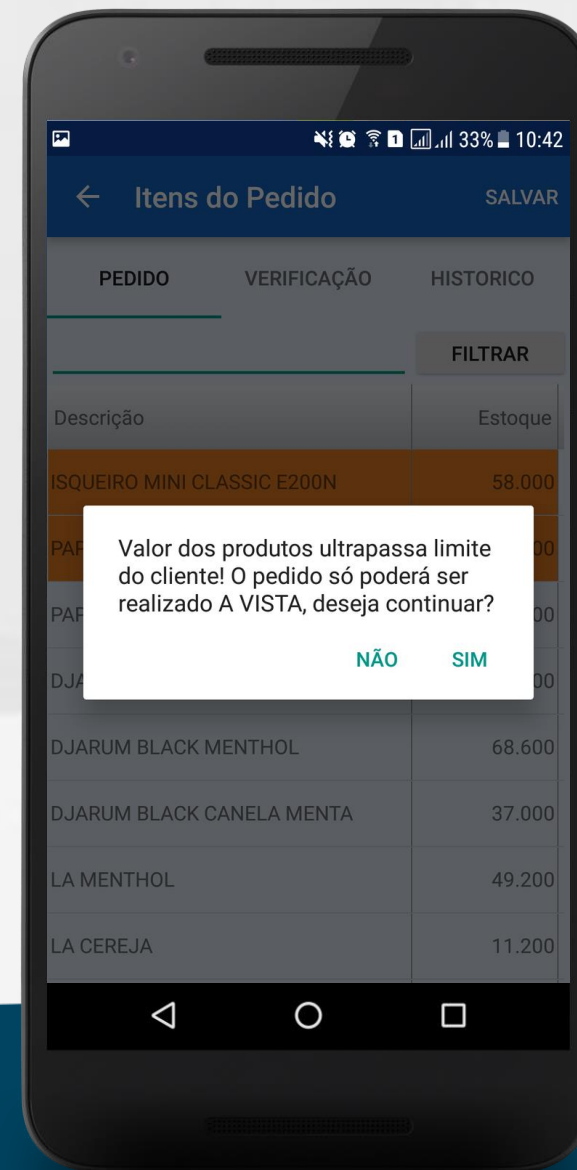 1 33% 10:42
Itens do Pedido SALVAR
PEDIDO VERIFICAÇÃO HISTORICO
FILTRAR
Descrição Estoque
ISQUEIRO MINI CLASSIC E200N 58.000
Valor dos produtos ultrapassa limite
do cliente! O pedido só poderá ser
realizado A VISTA, deseja continuar?
NÃO SIM
DJARUM BLACK MENTHOL 68.600
DJARUM BLACK CANELA MENTA 37.000
LA MENTHOL 49.200
LA CEREJA 11.200